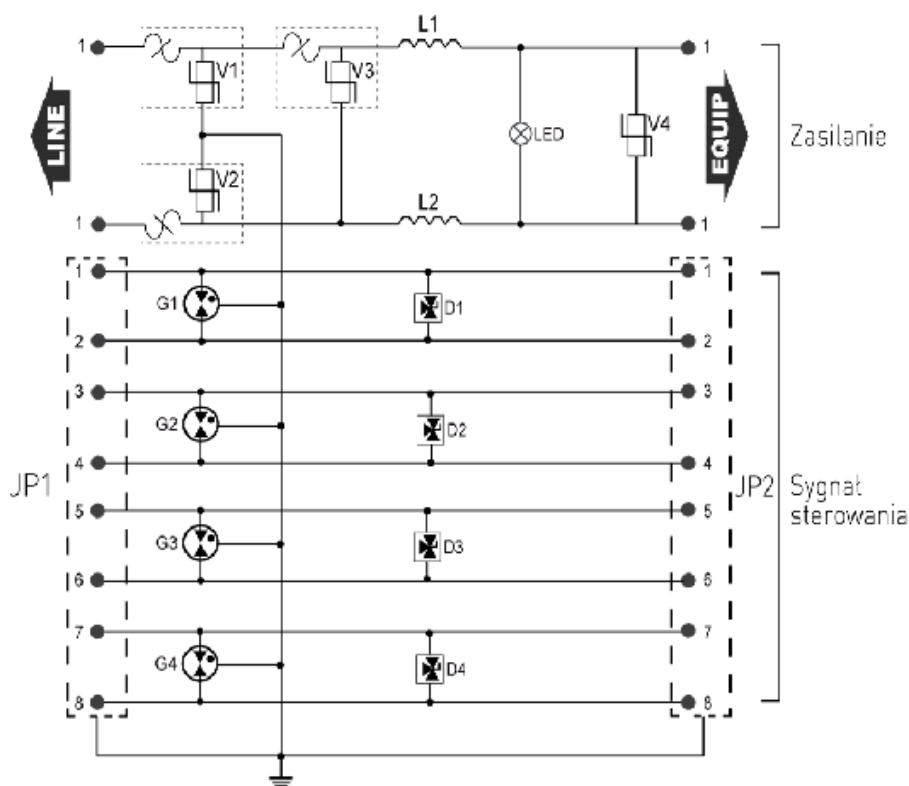 L1
1
1
V1
V3
LINE
LED
V4
EQUIP
Zasilanie
V2
L2
1
1
1
1
G1
D1
2
2
3
3
G2
D2
4
4
JP1
JP2
Sygnał
sterowania
5
5
G3
D3
6
6
7
7
G4
D4
8
8